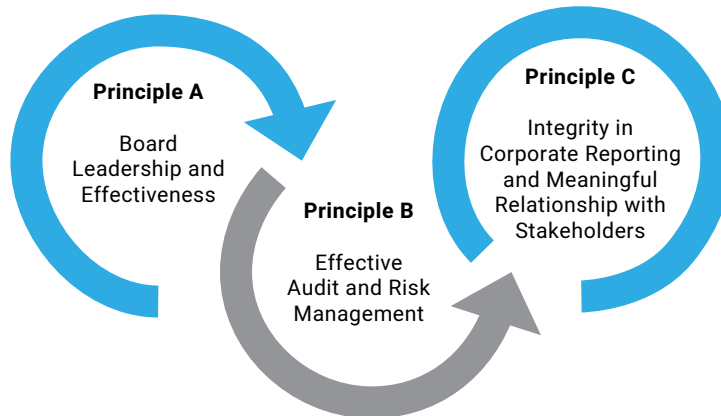 Principle A
Board
Leadership and
Effectiveness
Principle B
Effective
Audit and Risk
Management
Principle C
Integrity in
Corporate Reporting
and Meaningful
Relationship with
Stakeholders